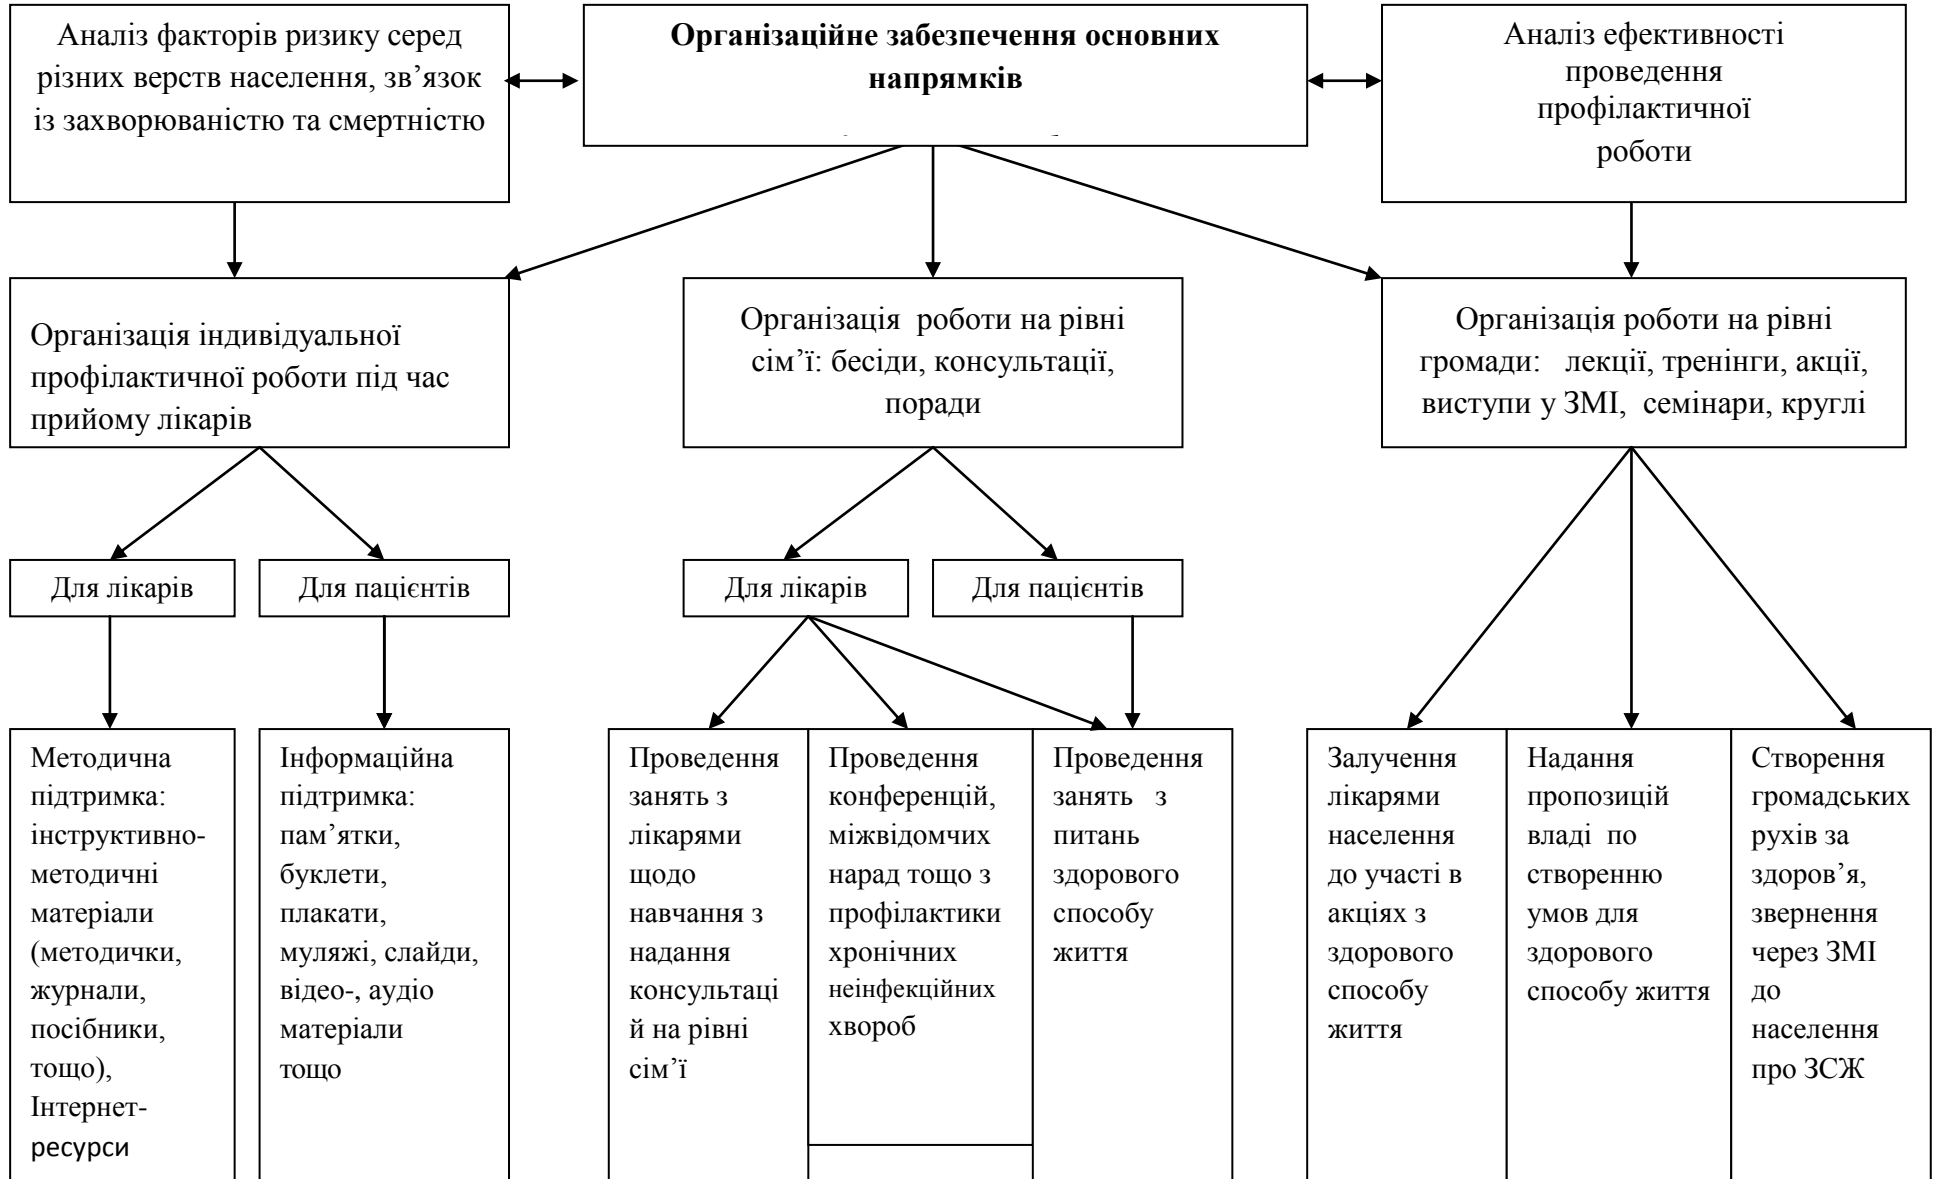 Аналіз факторів ризику серед
різних верств населення, зв’язок
із захворюваністю та смертністю
Організаційне забезпечення основних
напрямків
Аналіз ефективності
проведення
профілактичної
роботи
Організація індивідуальної
профілактичної роботи під час
прийому лікарів
Організація роботи на рівні
сім’ї: бесіди, консультації,
поради
Організація роботи на рівні
громади: лекції, тренінги, акції,
виступи у ЗМІ, семінари, круглі
Для лікарів
Для пацієнтів
Для лікарів
Для пацієнтів
Методична
підтримка:
інструктивно-
методичні
матеріали
(методички,
журнали,
посібники,
тощо),
Інтернет-
ресурси
Інформаційна
підтримка:
пам’ятки,
буклети,
плакати,
муляжі, слайди,
відео-, аудіо
матеріали
тощо
Проведення
занять з
лікарями
щодо
навчання з
надання
консультаці
й на рівні
сім’ї
Проведення
конференцій,
міжвідомчих
нарад тощо з
профілактики
хронічних
неінфекційних
хвороб
Проведення
занять з
питань
здорового
способу
життя
Залучення
лікарями
населення
до участі в
акціях з
здорового
способу
життя
Надання
пропозицій
владі по
створенню
умов для
здорового
способу життя
Створення
громадських
рухів за
здоров’я,
звернення
через ЗМІ
до
населення
про ЗСЖ